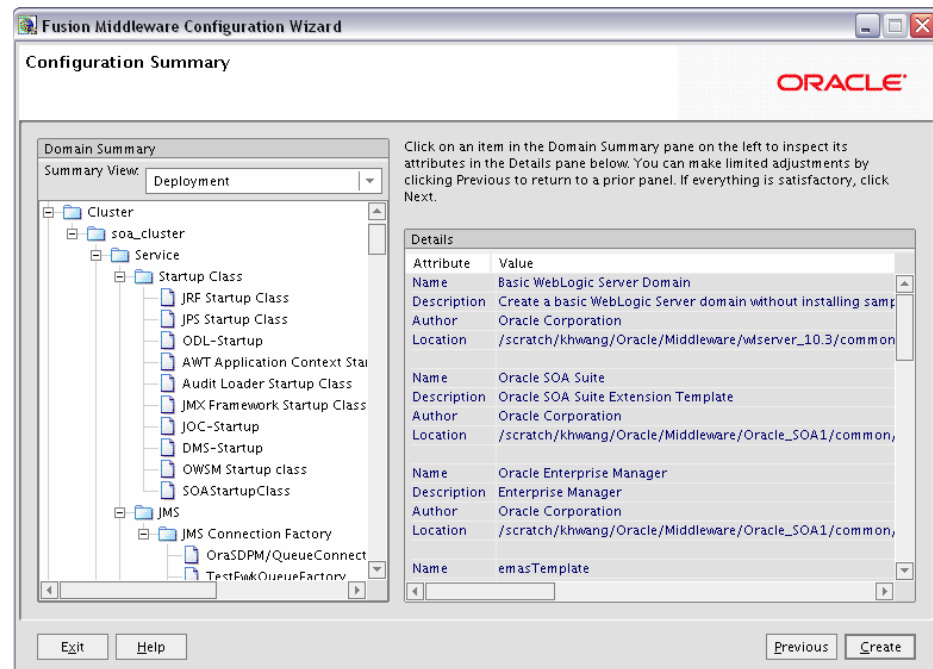 Fusion Middleware Configuration Wizard
Configuration Summary
ORACLE
Domain Summary
Summary View:
Deployment
Cluster
soa_cluster
Service
Startup Class
JRF Startup Class
JPS Startup Class
ODL-Startup
AWT Application Context Star
Audit Loader Startup Class
JMX Framework Startup Class
JOC-Startup
DMS-Startup
OWSM Startup class
SOAStartupClass
JMS
JMS Connection Factory
OraSDPM/QueueConnect
TestFwkQueueFactory
Click on an item in the Domain Summary pane on the left to inspect its
attributes in the Details pane below. You can make limited adjustments by
clicking Previous to return to a prior panel. If everything is satisfactory, click
Next.
Details
Attribute Value
Name Basic WebLogic Server Domain
Description Create a basic WebLogic Server domain without installing samp
Author Oracle Corporation
Location /scratch/khwang/Oracle/Middleware/wlserver_10.3/common
Name Oracle SOA Suite
Description Oracle SOA Suite Extension Template
Author Oracle Corporation
Location /scratch/khwang/Oracle/Middleware/Oracle_SOA1/common/
Name Oracle Enterprise Manager
Description Enterprise Manager
Author Oracle Corporation
Location /scratch/khwang/Oracle/Middleware/Oracle_SOA1/common/
Name emasTemplate
Exit Help Previous Create